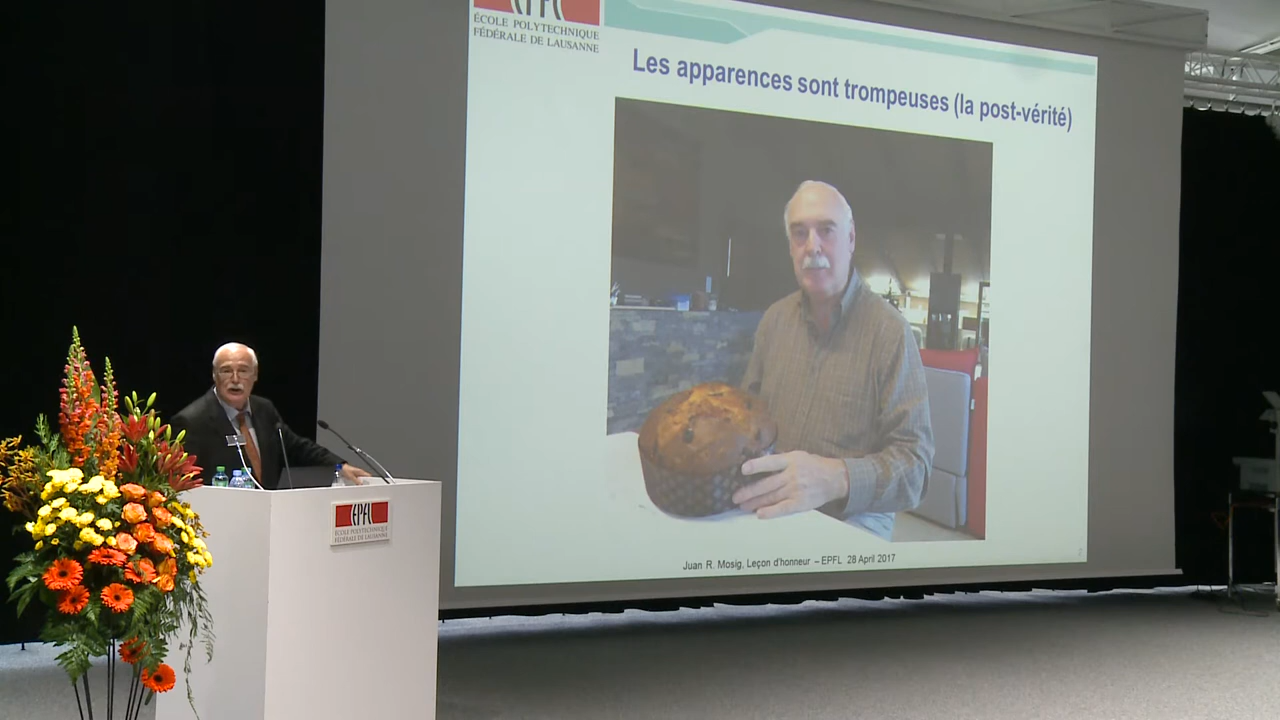 EPFL
ÉCOLE POLYTECHNIQUE
FÉDÉRALE DE LAUSANNE
Les apparences sont trompeuses (la post-vérité)
Juan R. Mosig, Leçon d'honneur – EPFL 28 April 2017
EPFL
ÉCOLE POLYTECHNIQUE
FÉDÉRALE DE LAUSANNE